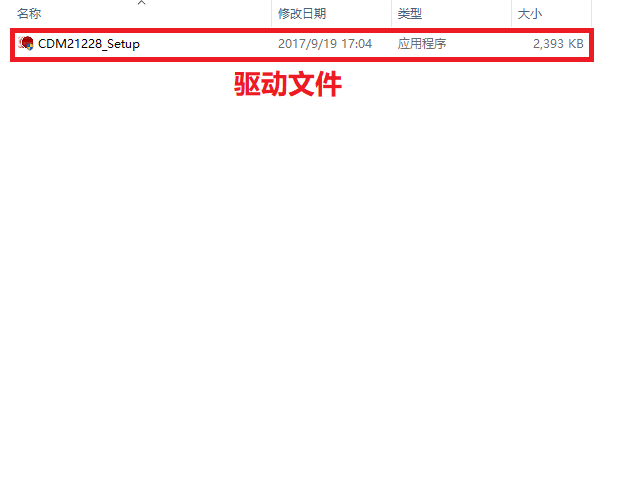 名称 修改日期 类型 大小
CDM21228_Setup 2017/9/19 17:04 应用程序 2,393 KB
驱动文件